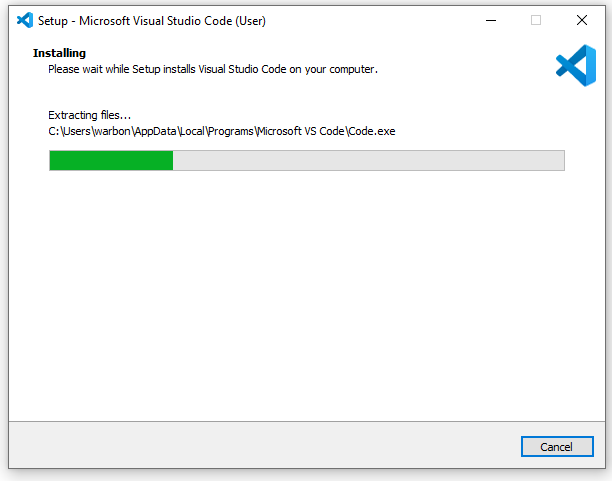 Setup - Microsoft Visual Studio Code (User)
Installing
Please wait while Setup installs Visual Studio Code on your computer.
Extracting files...
C:\Users\warbon\AppData\Local\Programs\Microsoft VS Code\Code.exe
Cancel